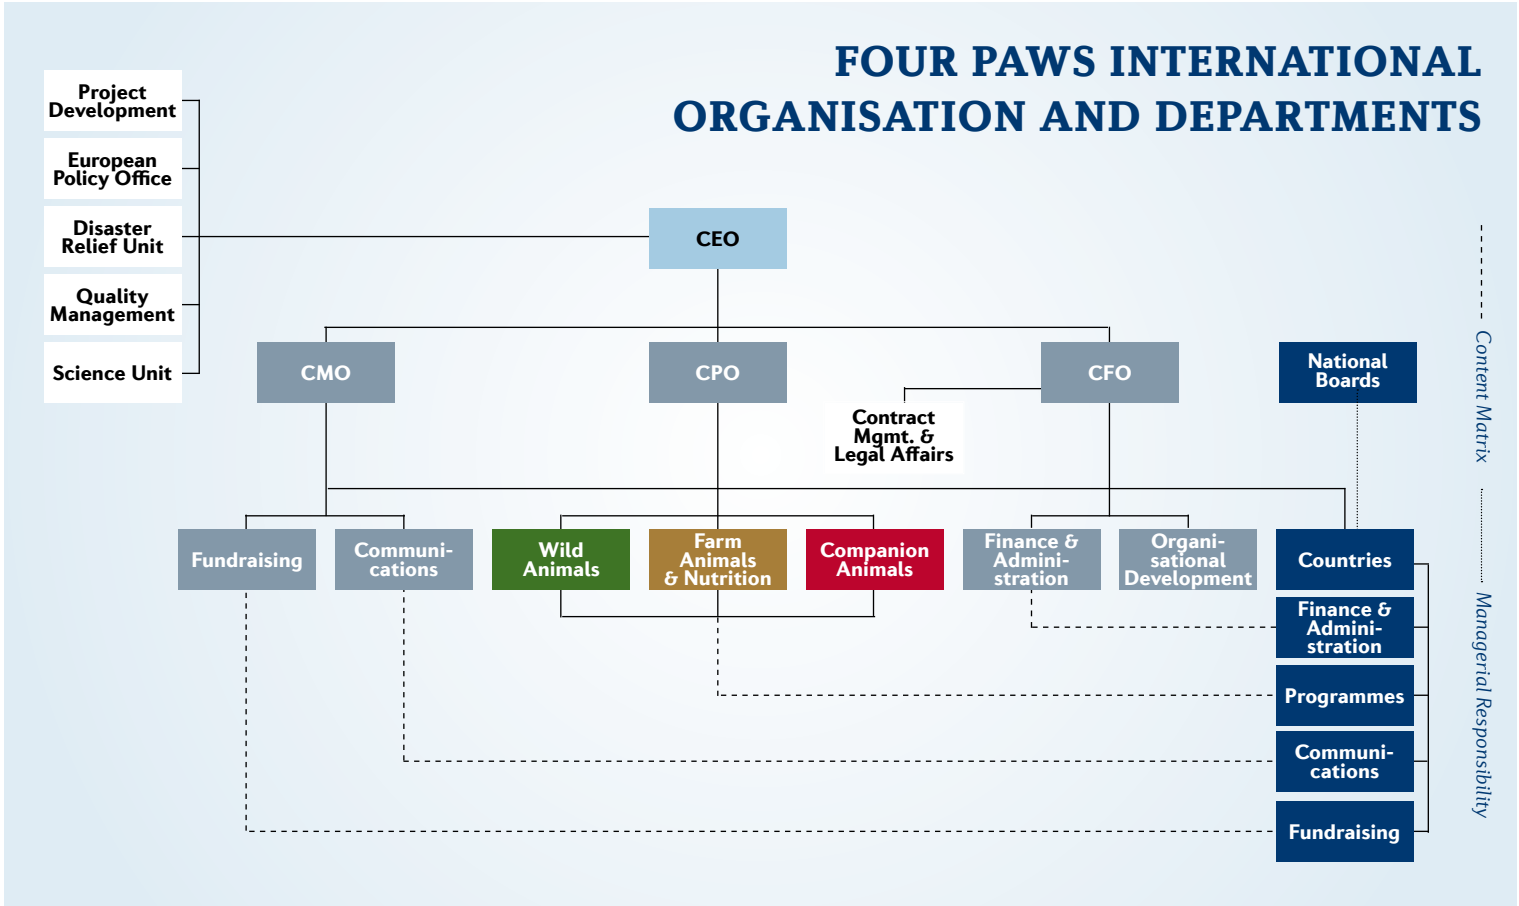 FOUR PAWS INTERNATIONAL
ORGANISATION AND DEPARTMENTS
Project
Development
European
Policy Office
Disaster
Relief Unit
Quality
Management
Science Unit
CEO
CMO
CPO
CFO
National
Boards
Contract
Mgmt. &
Legal Affairs
Fundraising
Communi-
cations
Wild
Animals
Farm
Animals
& Nutrition
Companion
Animals
Finance &
Admini-
stration
Organi-
sational
Development
Countries
Finance &
Admini-
stration
Programmes
Communi-
cations
Fundraising
Content Matrix
Managerial Responsibility